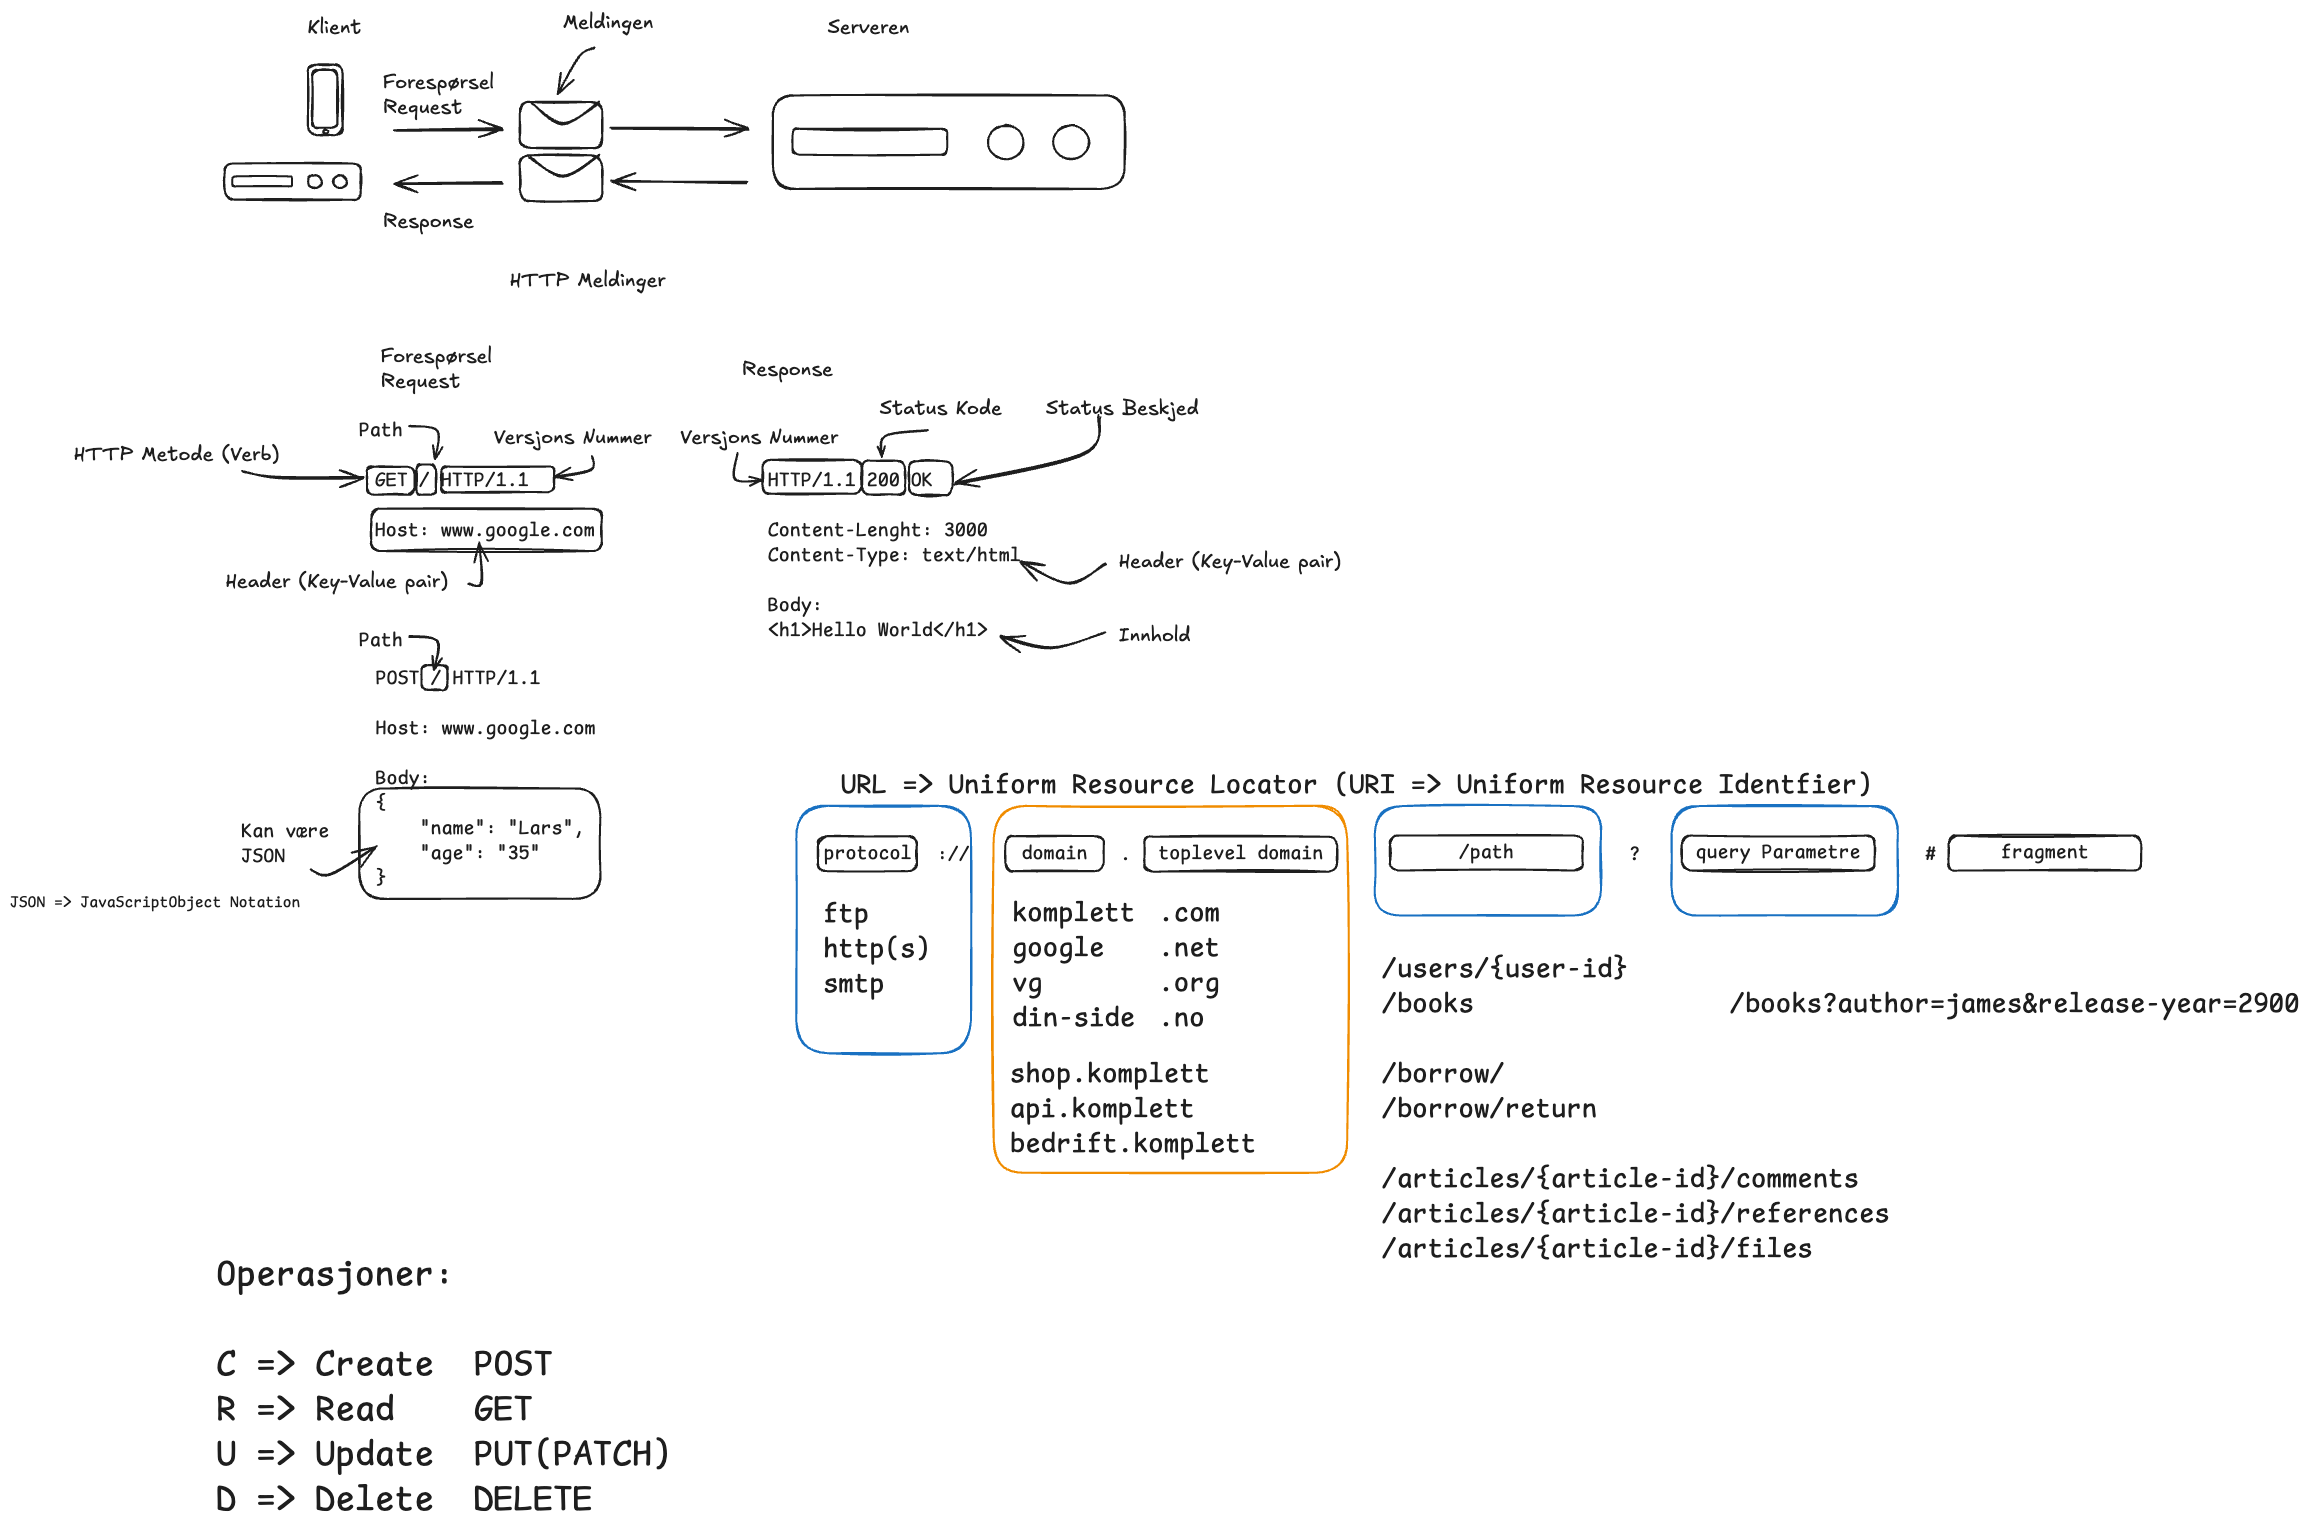 Klient
Meldingen
Serveren
Forespørsel
Request
Response
HTTP Meldinger
Forespørsel
Request
Path
Versjons Nummer
HTTP Metode (Verb)
GET / HTTP/1.1
Host: www.google.com
Header (Key-Value pair)
Path
POST / HTTP/1.1
Host: www.google.com
Body:
{
"name": "Lars",
"age": "35"
}
Kan være
JSON
JSON => JavaScriptObject Notation
Response
Status Kode
Status Beskjed
Versjons Nummer
HTTP/1.1 200 OK
Content-Lenght: 3000
Content-Type: text/html
Header (Key-Value pair)
Body:
<h1>Hello World</h1>
Innhold
URL => Uniform Resource Locator (URI => Uniform Resource Identfier)
protocol :// domain . toplevel domain /path ? query Parametre # fragment
ftp
http(s)
smtp
komplett .com
google .net
vg .org
din-side .no
shop.komplett
api.komplett
bedrift.komplett
/users/{user-id}
/books
/books?author=james&release-year=2900
/borrow/
/borrow/return
/articles/{article-id}/comments
/articles/{article-id}/references
/articles/{article-id}/files
Operasjoner:
C => Create POST
R => Read GET
U => Update PUT(PATCH)
D => Delete DELETE